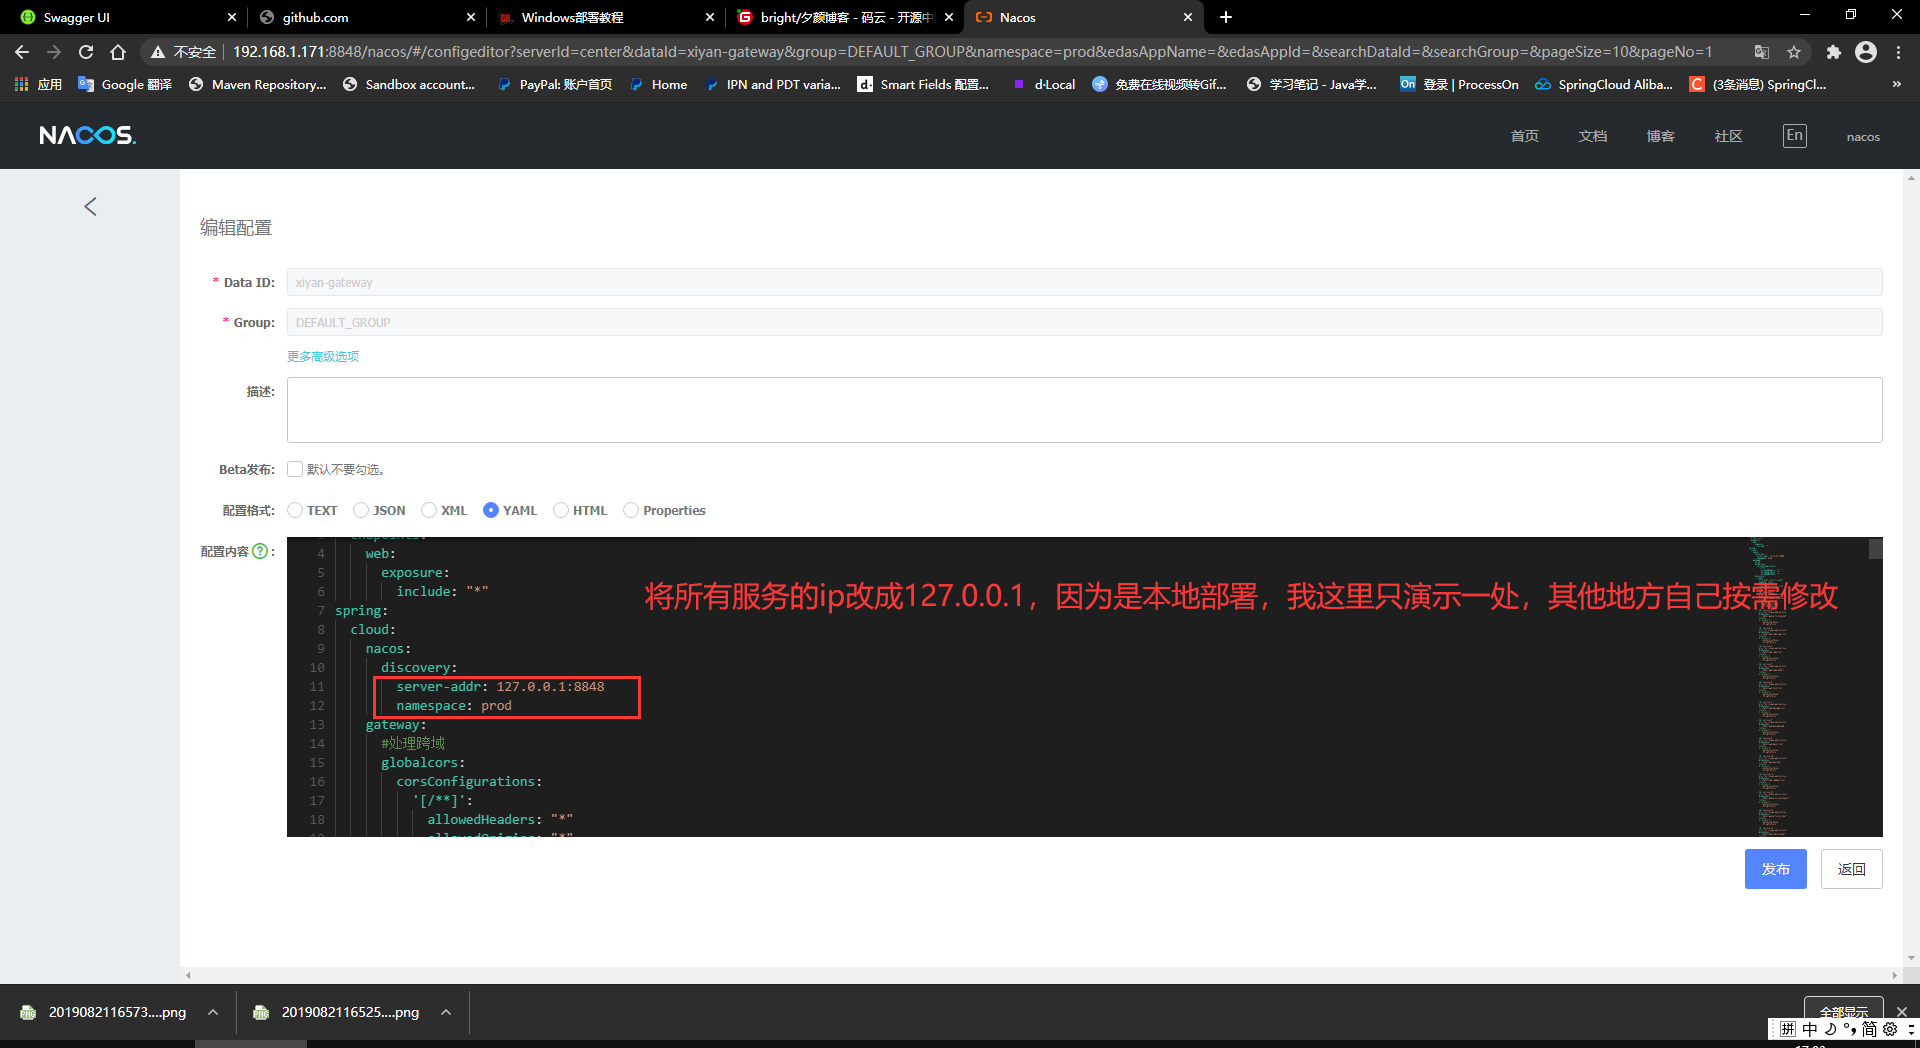 Swagger UI
github.com
Windows部署教程
bright/夕颜博客 - 码云 - 开源中
Nacos
不安全
192.168.1.171:8848/nacos/#/configeditor?serverId=center&dataId=xiyan-gateway&group=DEFAULT_GROUP&namespace=prod&edasAppName=&edasAppId=&searchDataId=&searchGroup=&pageSize=10&pageNo=1
应用
Google 翻译
Maven Repository...
Sandbox account...
PayPal: 账户首页
Home
IPN and PDT varia...
Smart Fields 配置...
d·Local
免费在线视频转Gif...
学习笔记 - Java学...
登录 | ProcessOn
SpringCloud Aliba...
(3条消息) SpringCl...
»
NACOS.
首页
文档
博客
社区
En
nacos
编辑配置
* Data ID:
xiyan-gateway
* Group:
DEFAULT_GROUP
更多高级选项
描述:
Beta发布:
默认不要勾选。
配置格式:
TEXT
JSON
XML
YAML
HTML
Properties
配置内容 ? :
endpoints:
4 web:
5 exposure:
6 include: "*"
7 spring:
8 cloud:
9 nacos:
10 discovery:
11 server-addr: 127.0.0.1:8848
12 namespace: prod
13 gateway:
14 #处理跨域
15 globalcors:
16 corsConfigurations:
17 '[/**]':
18 allowedHeaders: "*"
19 allowedOrigins: "*"
将所有服务的ip改成127.0.0.1，因为是本地部署，我这里只演示一处，其他地方自己按需修改
发布
返回
2019082116573....png
2019082116525....png
全部显示
拼 中 简